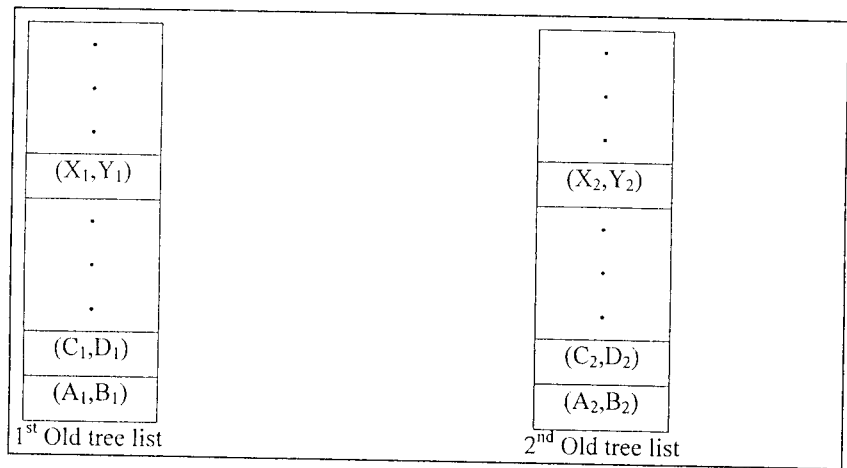 .
.
.
(X₁,Y₁)
.
.
.
(C₁,D₁)
(A₁,B₁)
1st Old tree list
.
.
.
(X₂,Y₂)
.
.
.
(C₂,D₂)
(A₂,B₂)
2nd Old tree list